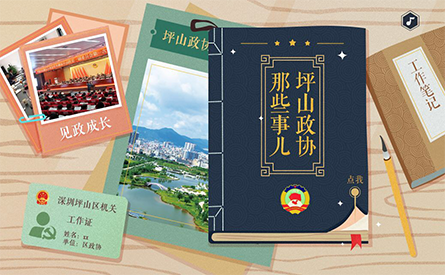 坪山政协
那些事儿
点我
坪山政协
见政成长
深圳坪山区机关
工作证
姓名：
单位：区政协
工作笔记